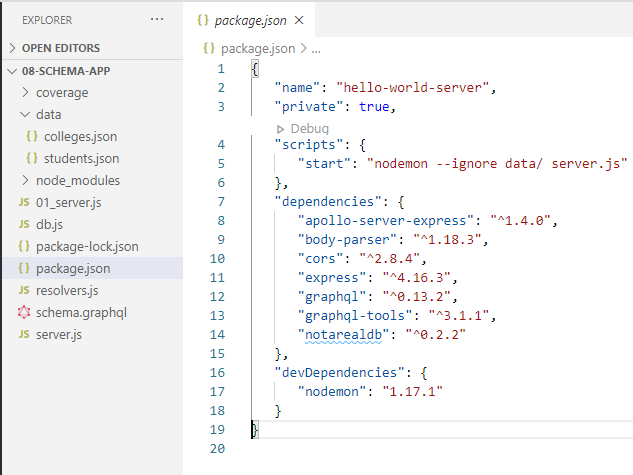 EXPLORER
OPEN EDITORS
08-SCHEMA-APP
coverage
data
{} colleges.json
{} students.json
node_modules
JS 01_server.js
JS db.js
{} package-lock.json
{} package.json
JS resolvers.js
schema.graphql
JS server.js
{} package.json ×
{} package.json > ...
1 {
2 "name": "hello-world-server",
3 "private": true,
Debug
4 "scripts": {
5 "start": "nodemon --ignore data/ server.js"
6 },
7 "dependencies": {
8 "apollo-server-express": "^1.4.0",
9 "body-parser": "^1.18.3",
10 "cors": "^2.8.4",
11 "express": "^4.16.3",
12 "graphql": "^0.13.2",
13 "graphql-tools": "^3.1.1",
14 "notarealdb": "^0.2.2"
15 },
16 "devDependencies": {
17 "nodemon": "1.17.1"
18 }
19 }
20